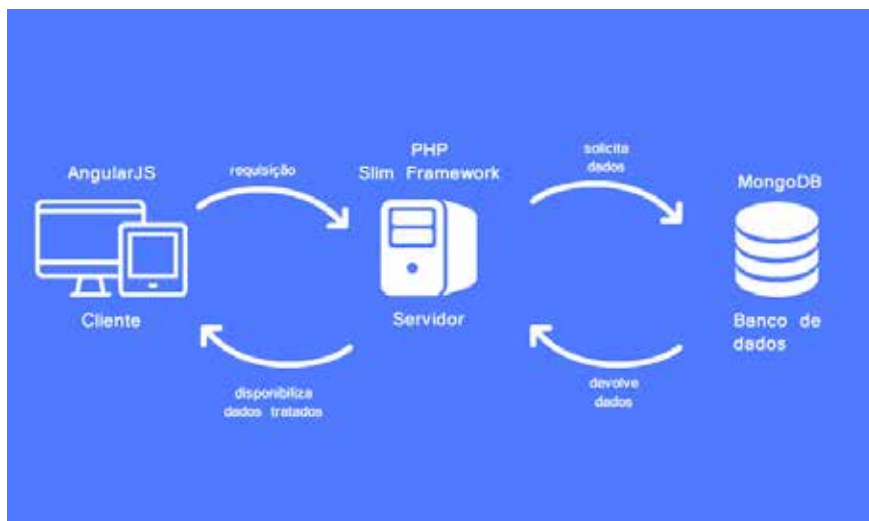 AngularJS
requisição
PHP
Slim Framework
solicita
dados
MongoDB
Cliente
Servidor
Banco de
dados
disponibiliza
dados tratados
devolve
dados